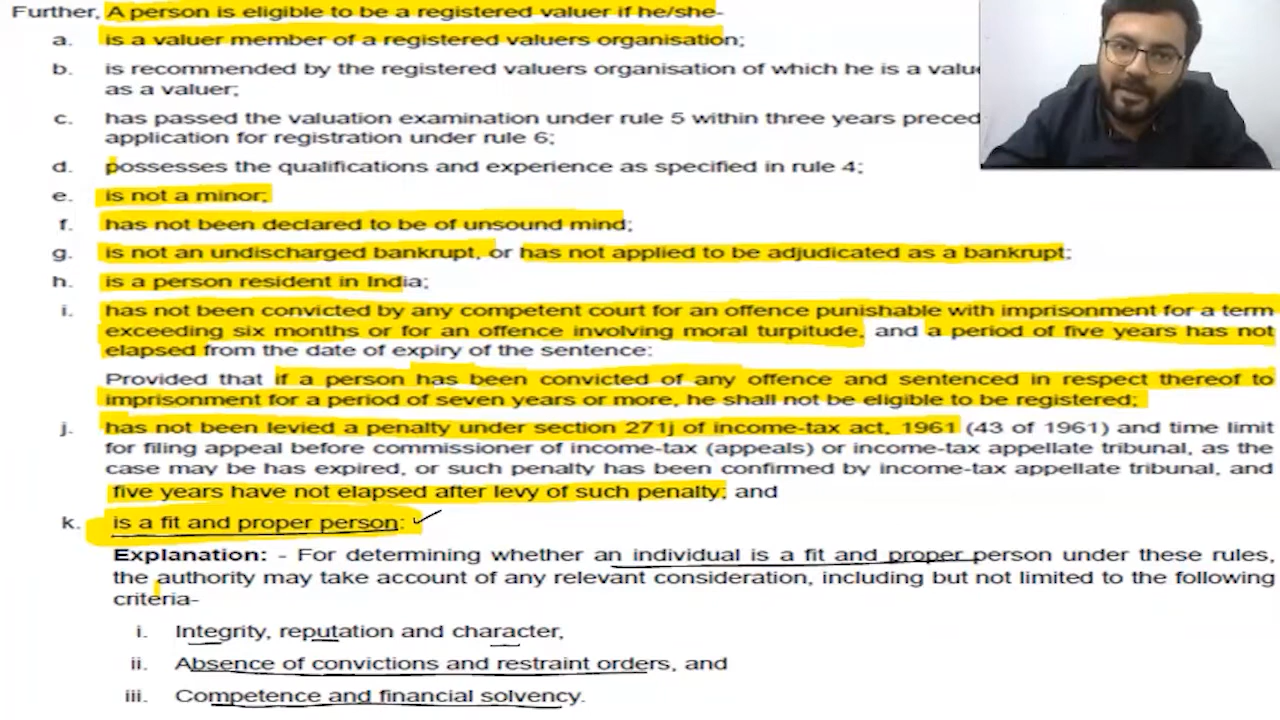 Further, A person is eligible to be a registered valuer if he/she-
a. is a valuer member of a registered valuers organisation;
b. is recommended by the registered valuers organisation of which he is a
as a valuer;
c. has passed the valuation examination under rule 5 within three years
application for registration under rule 6;
d. possesses the qualifications and experience as specified in rule 4;
e. is not a minor;
f. has not been declared to be of unsound mind;
g. is not an undischarged bankrupt, or has not applied to be adjudicated as a bankrupt;
h. is a person resident in India;
i. has not been convicted by any competent court for an offence punishable with imprisonment for a term
exceeding six months or for an offence involving moral turpitude, and a period of five years has not
elapsed from the date of expiry of the sentence:
Provided that if a person has been convicted of any offence and sentenced in respect thereof to
imprisonment for a period of seven years or more, he shall not be eligible to be registered;
j. has not been levied a penalty under section 271j of income-tax act, 1961 (43 of 1961) and time limit
for filing appeal before commissioner of income-tax (appeals) or income-tax appellate tribunal, as the
case may be has expired, or such penalty has been confirmed by income-tax appellate tribunal, and
five years have not elapsed after levy of such penalty; and
k. is a fit and proper person:
Explanation: - For determining whether an individual is a fit and proper person under these rules,
the authority may take account of any relevant consideration, including but not limited to the following
criteria-
i. Integrity, reputation and character,
ii. Absence of convictions and restraint orders, and
iii. Competence and financial solvency.